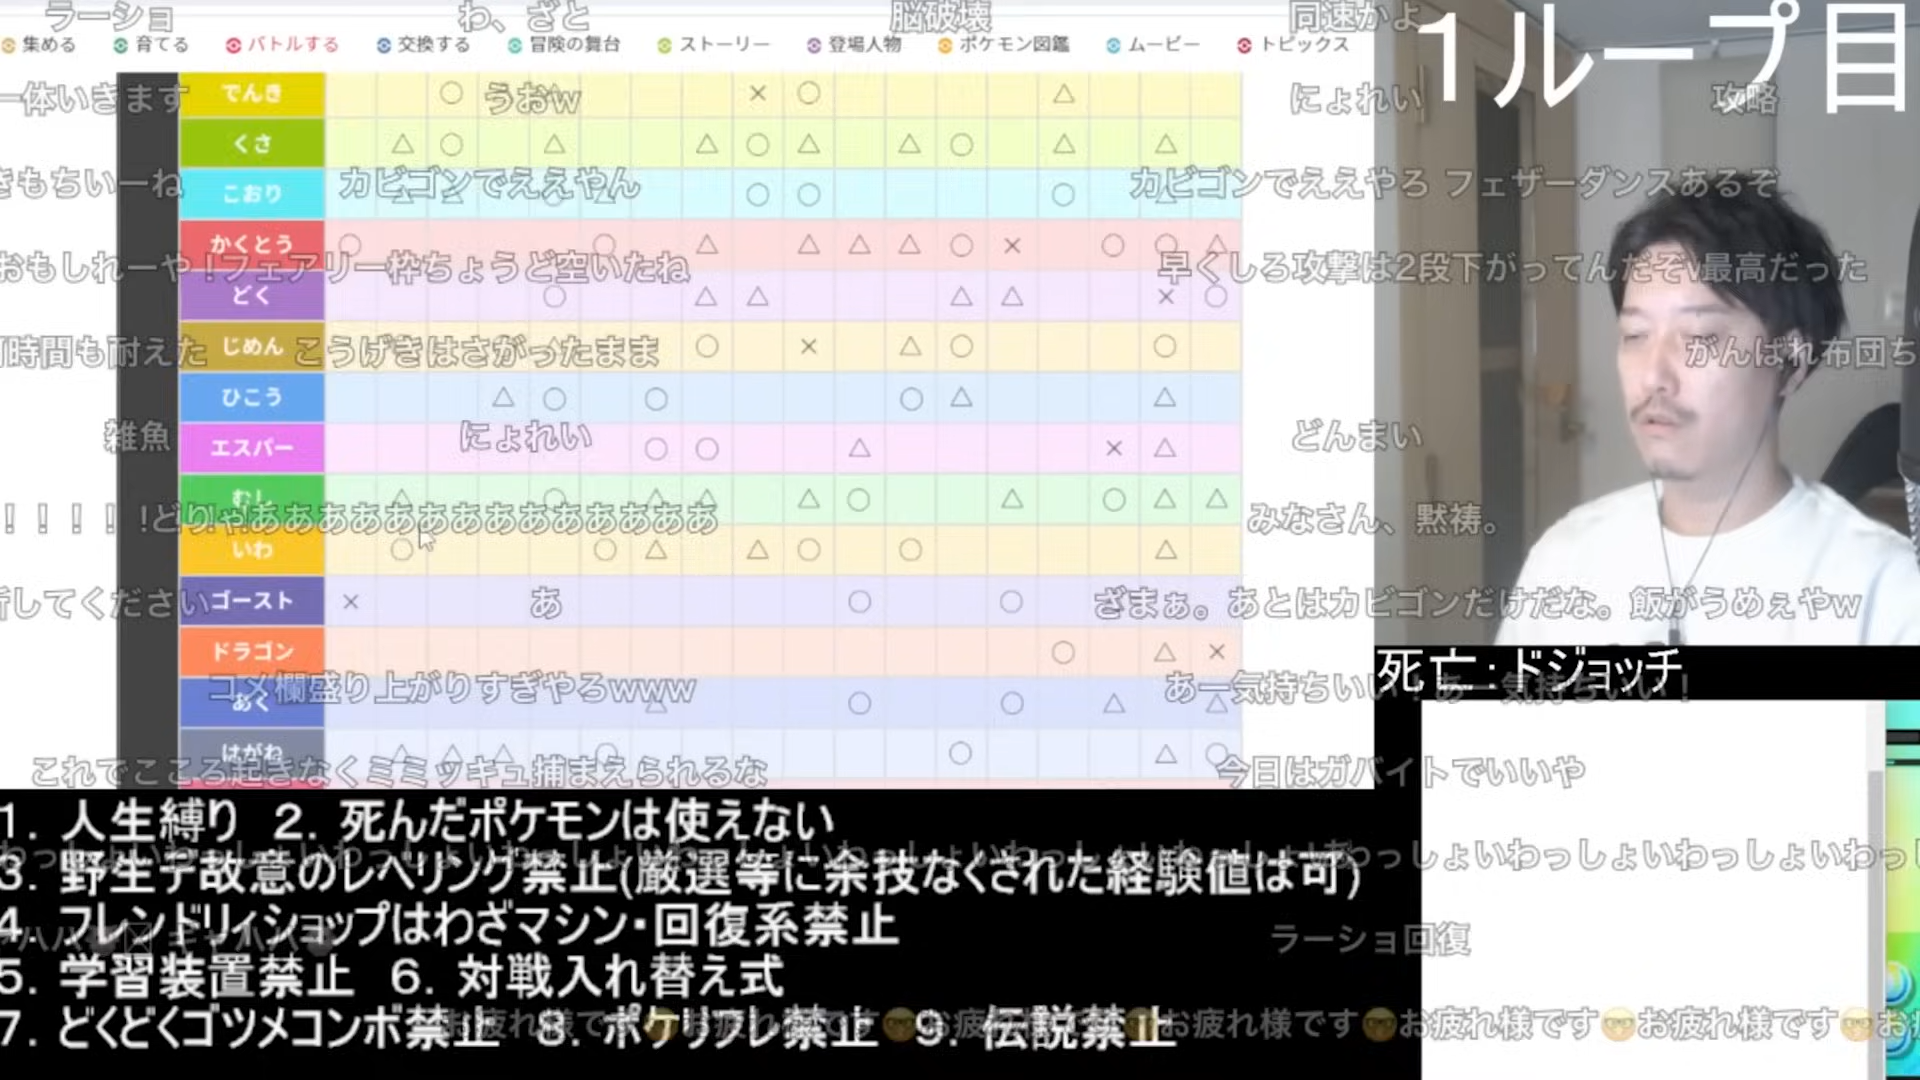 ラーショ
わ、ざと
脳破壊
同速かよ
集める 育てる バトルする 交換する 冒険の舞台 ストーリー 登場人物 ポケモン図鑑 ムービー トピックス
1ループ目
でんき
一体いきます
うおw
にょれい
攻略
くさ
きもちいーね
カビゴンでええやん
カビゴンでええやろ
フェザーダンスあるぞ
こおり
かくとう
おもしれーや!フェアリー枠ちょうど空いたね
早くしろ攻撃は2段下がってんだぞ
最高だった
どく
時間も耐えた
じめん
こうげきはさがったまま
がんばれ布団ち
ひこう
雑魚
エスパー
にょれい
どんまい
むし
!!!!!どりゃああああああああああああああ
みなさん、黙祷。
いわ
してください
ゴースト
あ
ざまぁ。あとはカビゴンだけだな。飯がうめぇやw
ドラゴン
死亡:ドジョッチ
コメ欄盛り上がりすぎやろwww
あー気持ちいい!
あく
はがね
これでこころ起きなくミミッキュ捕まえられるな
今日はガバイトでいいや
1. 人生縛り 2. 死んだポケモンは使えない
わっしょいわっしょいわっしょいわっ
3. 野生子故意のレベリング禁止(厳選等に余技なくされた経験値は可)
4. フレンドリィショップはわざマシン・回復系禁止
ラーショ回復
5. 学習装置禁止 6. 対戦入れ替え式
7. どくどくゴツメコンボ禁止 8. ポケリフレ禁止 9. 伝説禁止
お疲れ様です お疲れ様です お疲れ様です お疲れ様です お疲れ様です お疲れ様です